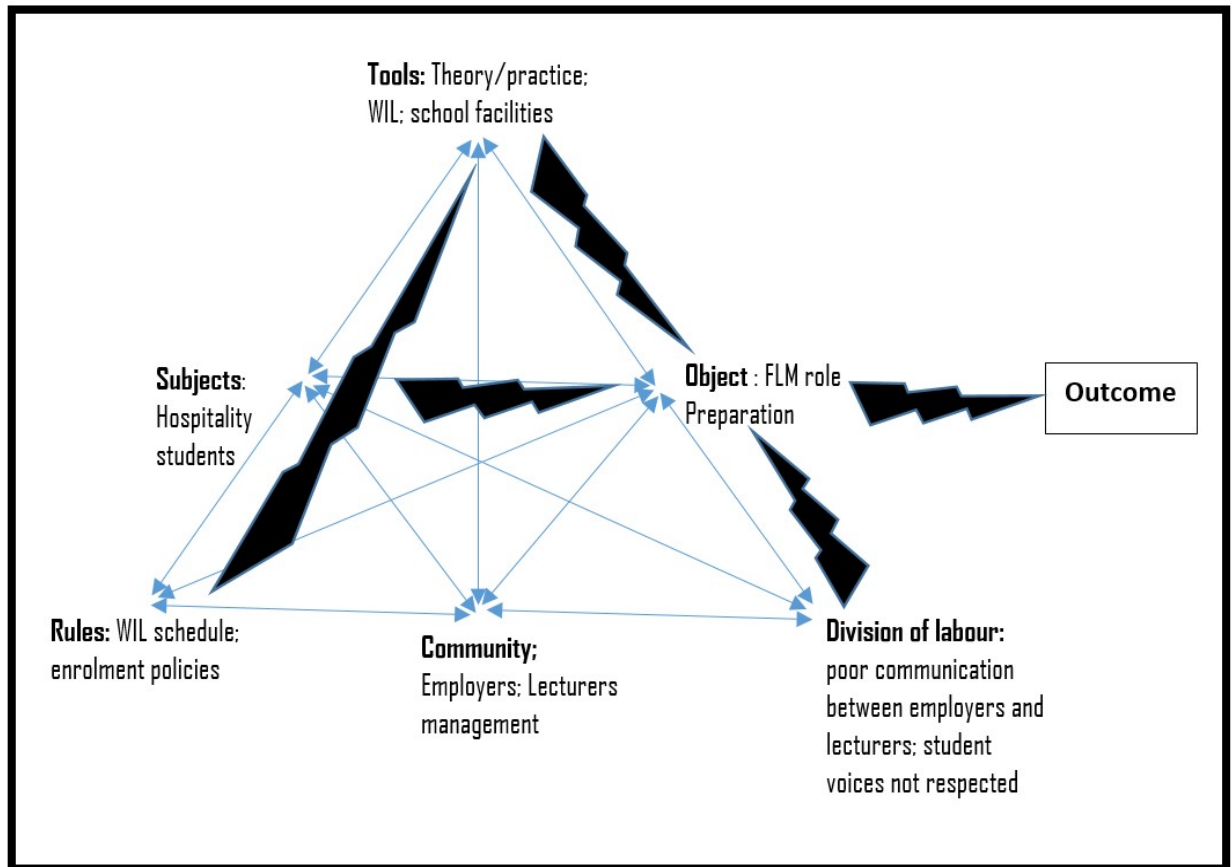 Tools: Theory/practice;
WIL; school facilities
Subjects:
Hospitality
students
Object : FLM role
Preparation
Outcome
Rules: WIL schedule;
enrolment policies
Community;
Employers; Lecturers
management
Division of labour:
poor communication
between employers and
lecturers; student
voices not respected